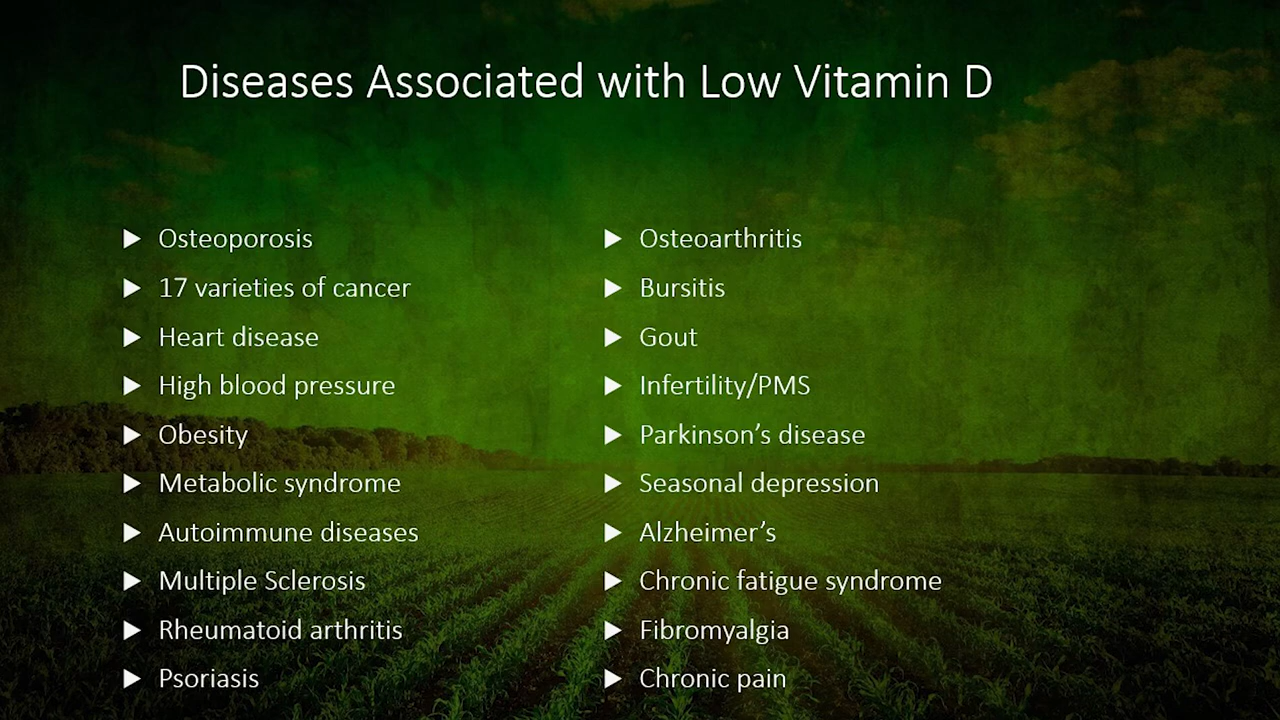 Diseases Associated with Low Vitamin D
▶ Osteoporosis
▶ 17 varieties of cancer
▶ Heart disease
▶ High blood pressure
▶ Obesity
▶ Metabolic syndrome
▶ Autoimmune diseases
▶ Multiple Sclerosis
▶ Rheumatoid arthritis
▶ Psoriasis
▶ Osteoarthritis
▶ Bursitis
▶ Gout
▶ Infertility/PMS
▶ Parkinson’s disease
▶ Seasonal depression
▶ Alzheimer’s
▶ Chronic fatigue syndrome
▶ Fibromyalgia
▶ Chronic pain